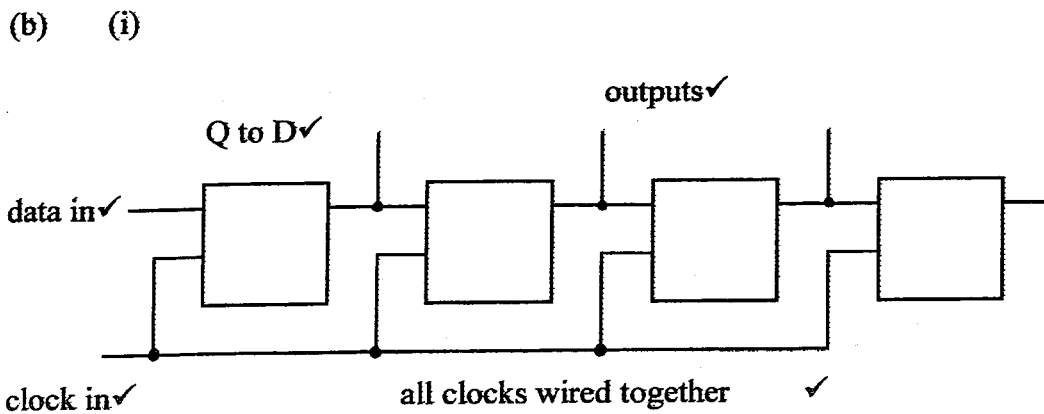 (b) (i)
outputs✓
Q to D✓
data in✓
clock in✓ all clocks wired together ✓